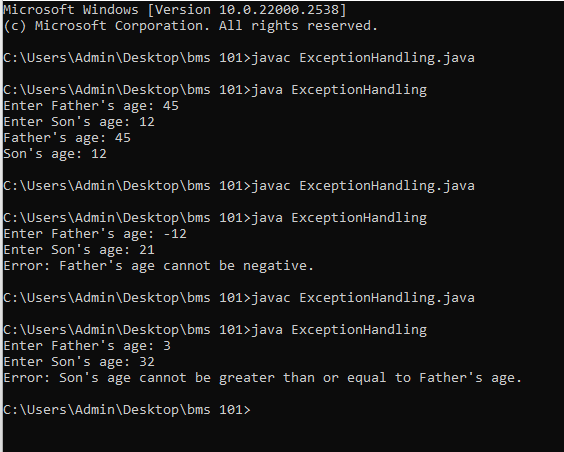 Microsoft Windows [Version 10.0.22000.2538]
(c) Microsoft Corporation. All rights reserved.
C:\Users\Admin\Desktop\bms 101>javac ExceptionHandling.java
C:\Users\Admin\Desktop\bms 101>java ExceptionHandling
Enter Father's age: 45
Enter Son's age: 12
Father's age: 45
Son's age: 12
C:\Users\Admin\Desktop\bms 101>javac ExceptionHandling.java
C:\Users\Admin\Desktop\bms 101>java ExceptionHandling
Enter Father's age: -12
Enter Son's age: 21
Error: Father's age cannot be negative.
C:\Users\Admin\Desktop\bms 101>javac ExceptionHandling.java
C:\Users\Admin\Desktop\bms 101>java ExceptionHandling
Enter Father's age: 3
Enter Son's age: 32
Error: Son's age cannot be greater than or equal to Father's age.
C:\Users\Admin\Desktop\bms 101>